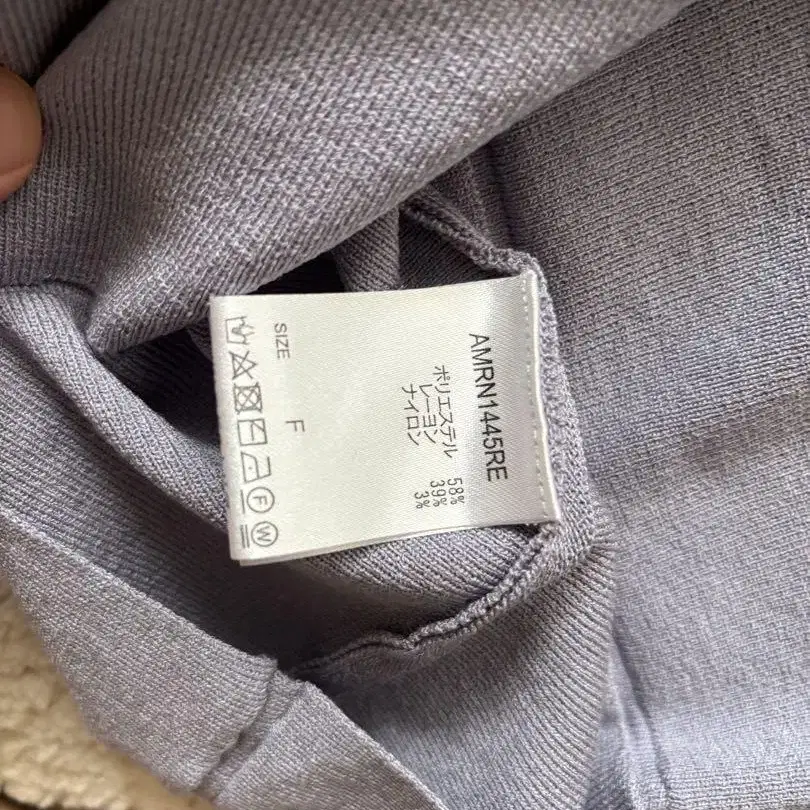 AMRN1445RE
ポリエステル 58%
レーヨン 39%
ナイロン 3%
SIZE F
F W